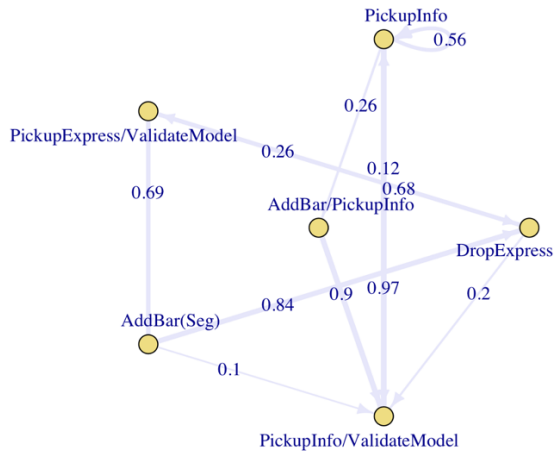 PickupInfo
0.56
0.26
PickupExpress/ValidateModel
0.26
0.12
0.69
0.68
AddBar/PickupInfo
DropExpress
0.84
0.9
0.97
0.2
AddBar(Seg)
0.1
PickupInfo/ValidateModel